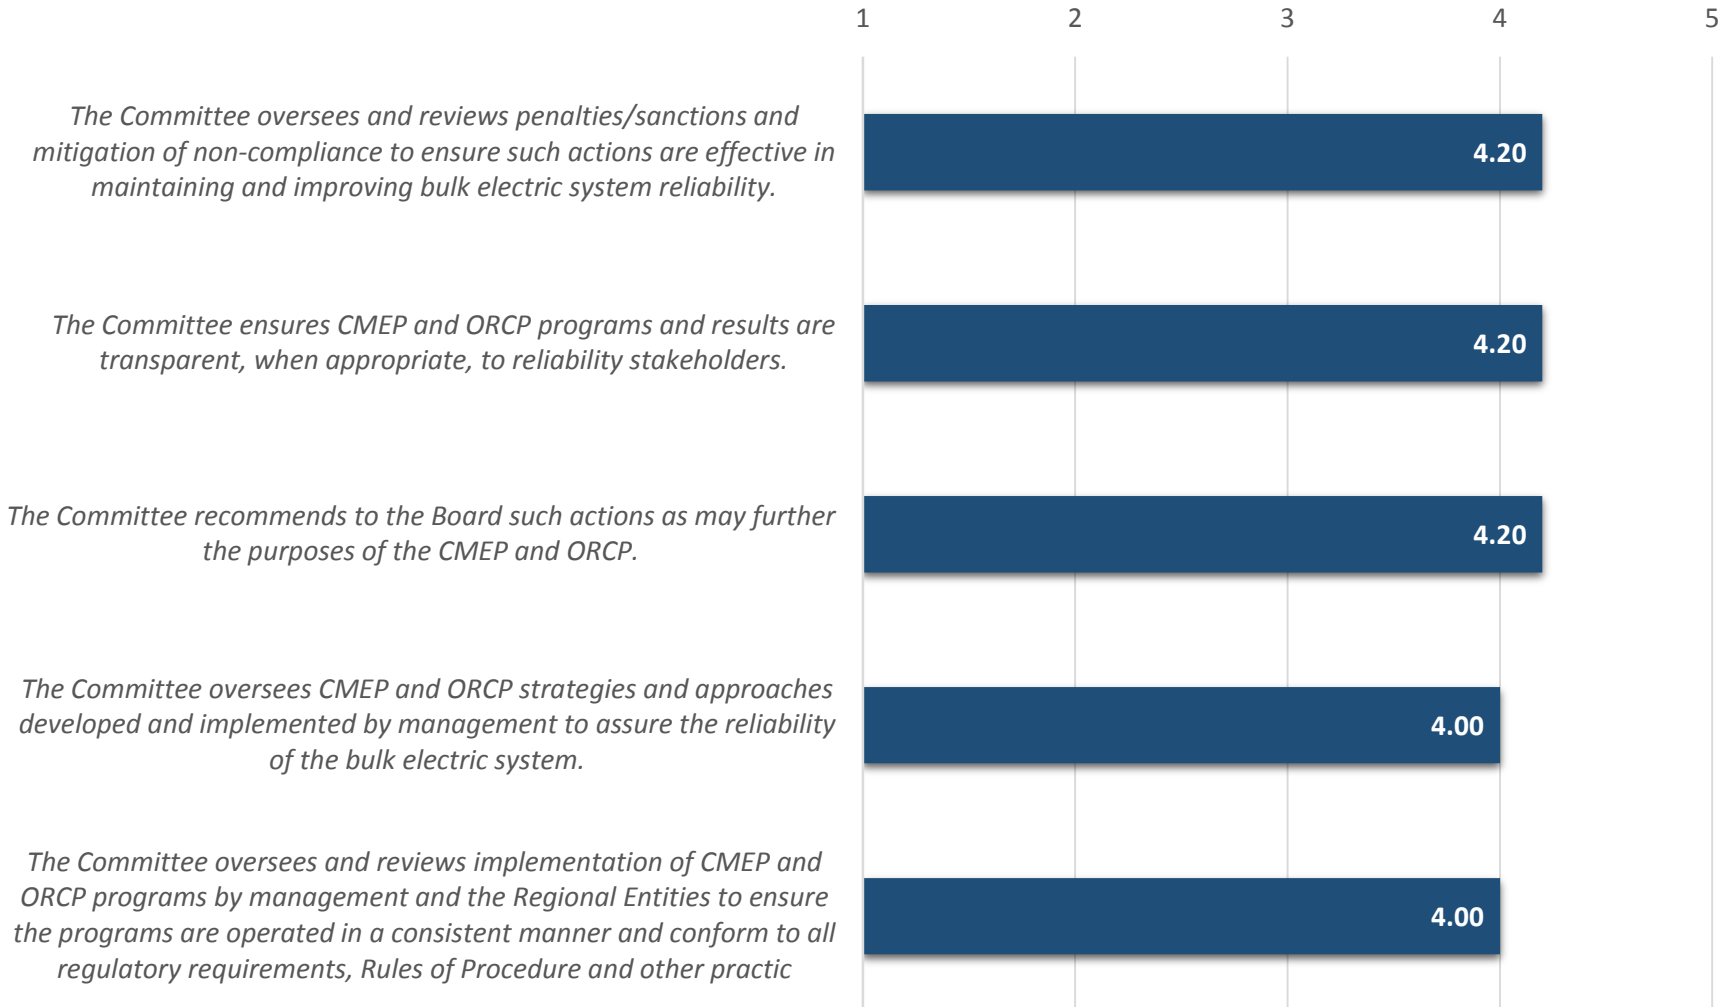 1 2 3 4 5
The Committee oversees and reviews penalties/sanctions and
mitigation of non-compliance to ensure such actions are effective in
maintaining and improving bulk electric system reliability.
4.20
The Committee ensures CMEP and ORCP programs and results are
transparent, when appropriate, to reliability stakeholders.
4.20
The Committee recommends to the Board such actions as may further
the purposes of the CMEP and ORCP.
4.20
The Committee oversees CMEP and ORCP strategies and approaches
developed and implemented by management to assure the reliability
of the bulk electric system.
4.00
The Committee oversees and reviews implementation of CMEP and
ORCP programs by management and the Regional Entities to ensure
the programs are operated in a consistent manner and conform to all
regulatory requirements, Rules of Procedure and other practic
4.00